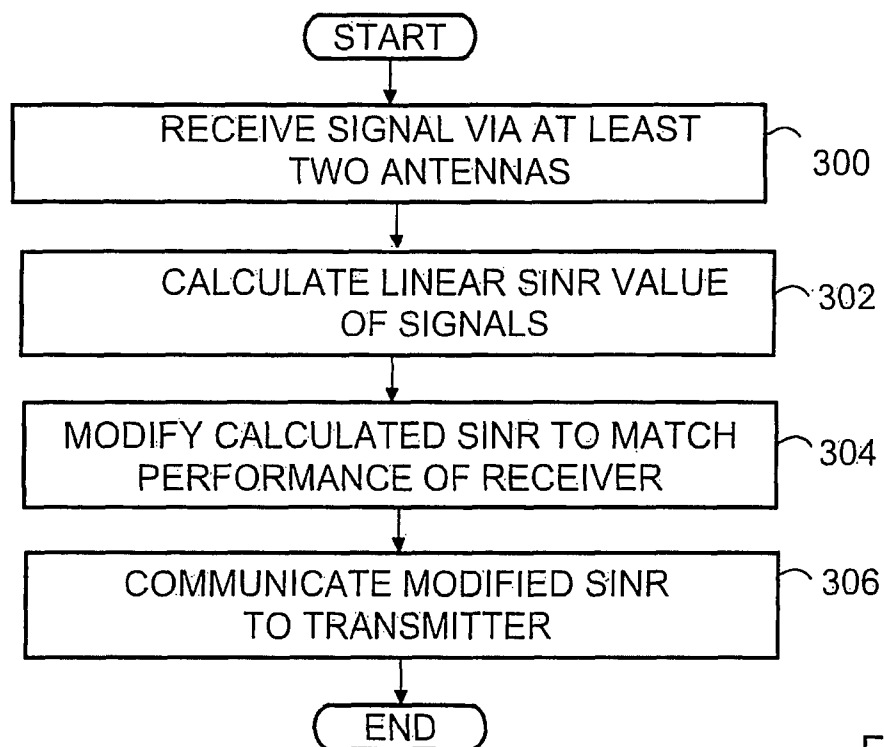 START
RECEIVE SIGNAL VIA AT LEAST
TWO ANTENNAS
300
CALCULATE LINEAR SINR VALUE
OF SIGNALS
302
MODIFY CALCULATED SINR TO MATCH
PERFORMANCE OF RECEIVER
304
COMMUNICATE MODIFIED SINR
TO TRANSMITTER
306
END